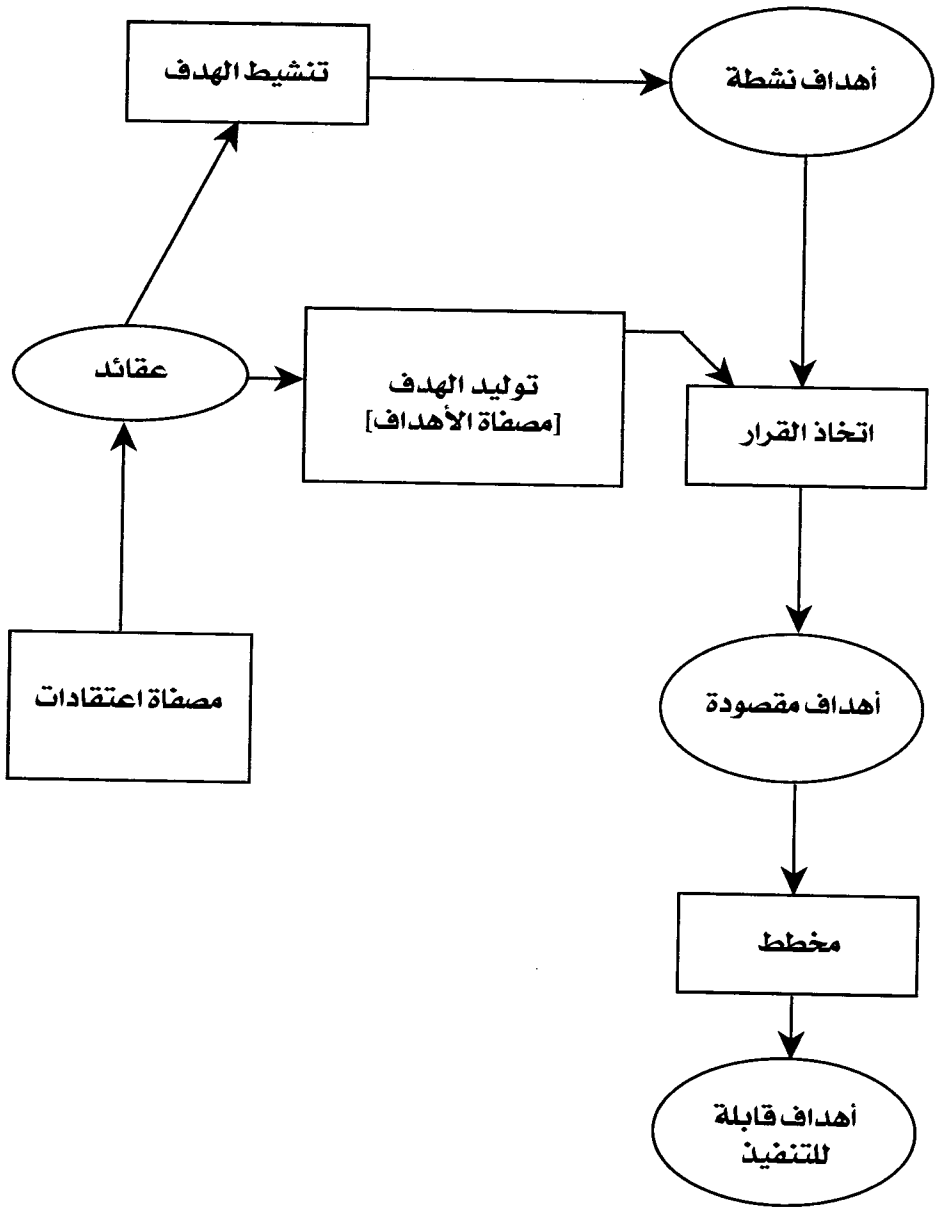 تنشيط الهدف
أهداف نشطة
عقائد
توليد الهدف
[مصفاة الأهداف]
اتخاذ القرار
مصفاة اعتقادات
أهداف مقصودة
مخطط
أهداف قابلة
للتنفيذ